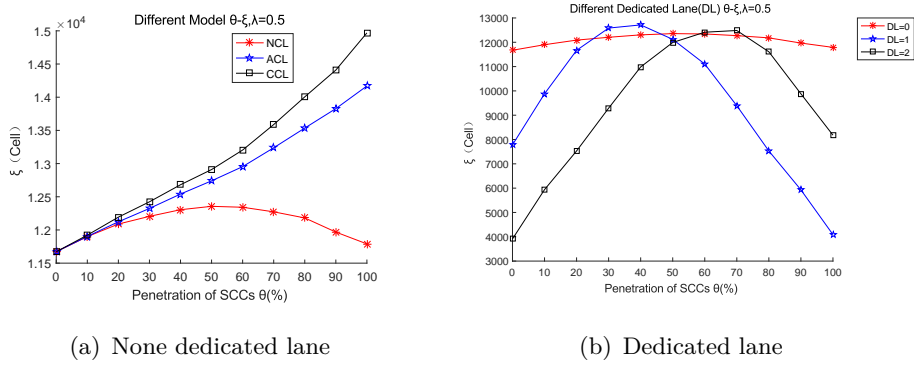 Different Model θ-ξ,λ=0.5
×10⁴
NCL
ACL
CCL
1.5
1.45
1.4
1.35
1.3
1.25
1.2
1.15
ξ（Cell）
0 10 20 30 40 50 60 70 80 90 100
Penetration of SCCs θ(%)
(a) None dedicated lane
Different Dedicated Lane(DL) θ-ξ,λ=0.5
DL=0
DL=1
DL=2
13000
12000
11000
10000
9000
8000
7000
6000
5000
4000
3000
ξ（Cell）
0 10 20 30 40 50 60 70 80 90 100
Penetration of SCCs θ(%)
(b) Dedicated lane